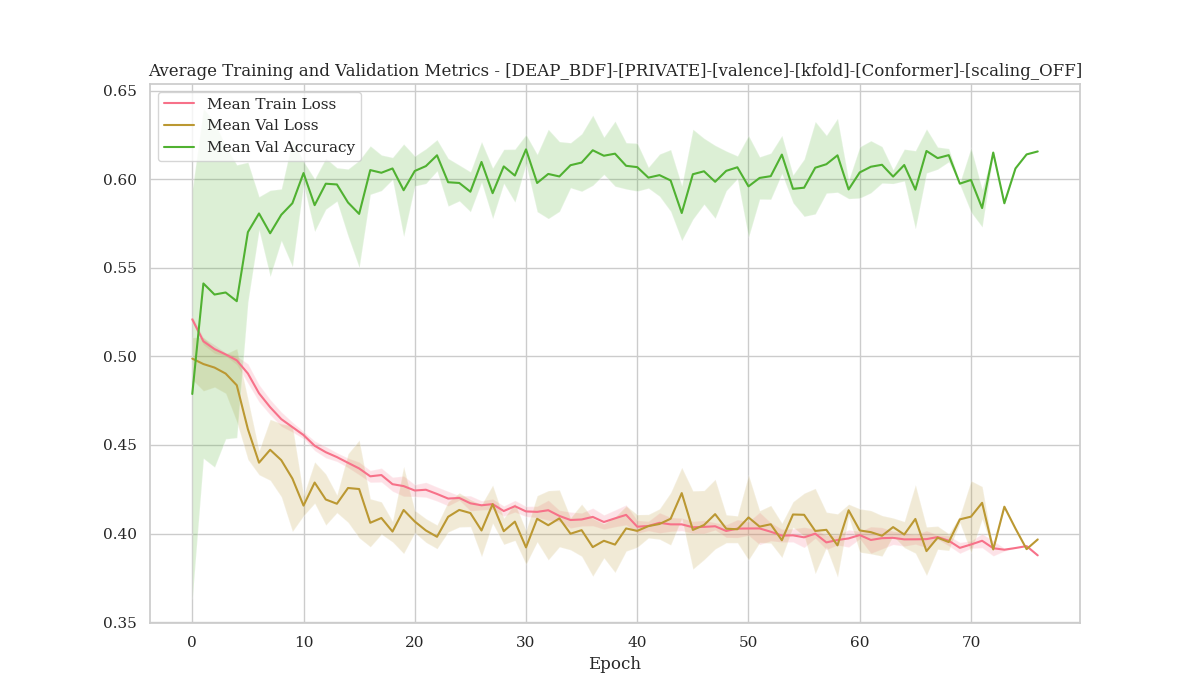 Average Training and Validation Metrics - [DEAP_BDF]-[PRIVATE]-[valence]-[kfold]-[Conformer]-[scaling_OFF]
0.65
Mean Train Loss
Mean Val Loss
Mean Val Accuracy
0.60
0.55
0.50
0.45
0.40
0.35
0 10 20 30 40 50 60 70
Epoch